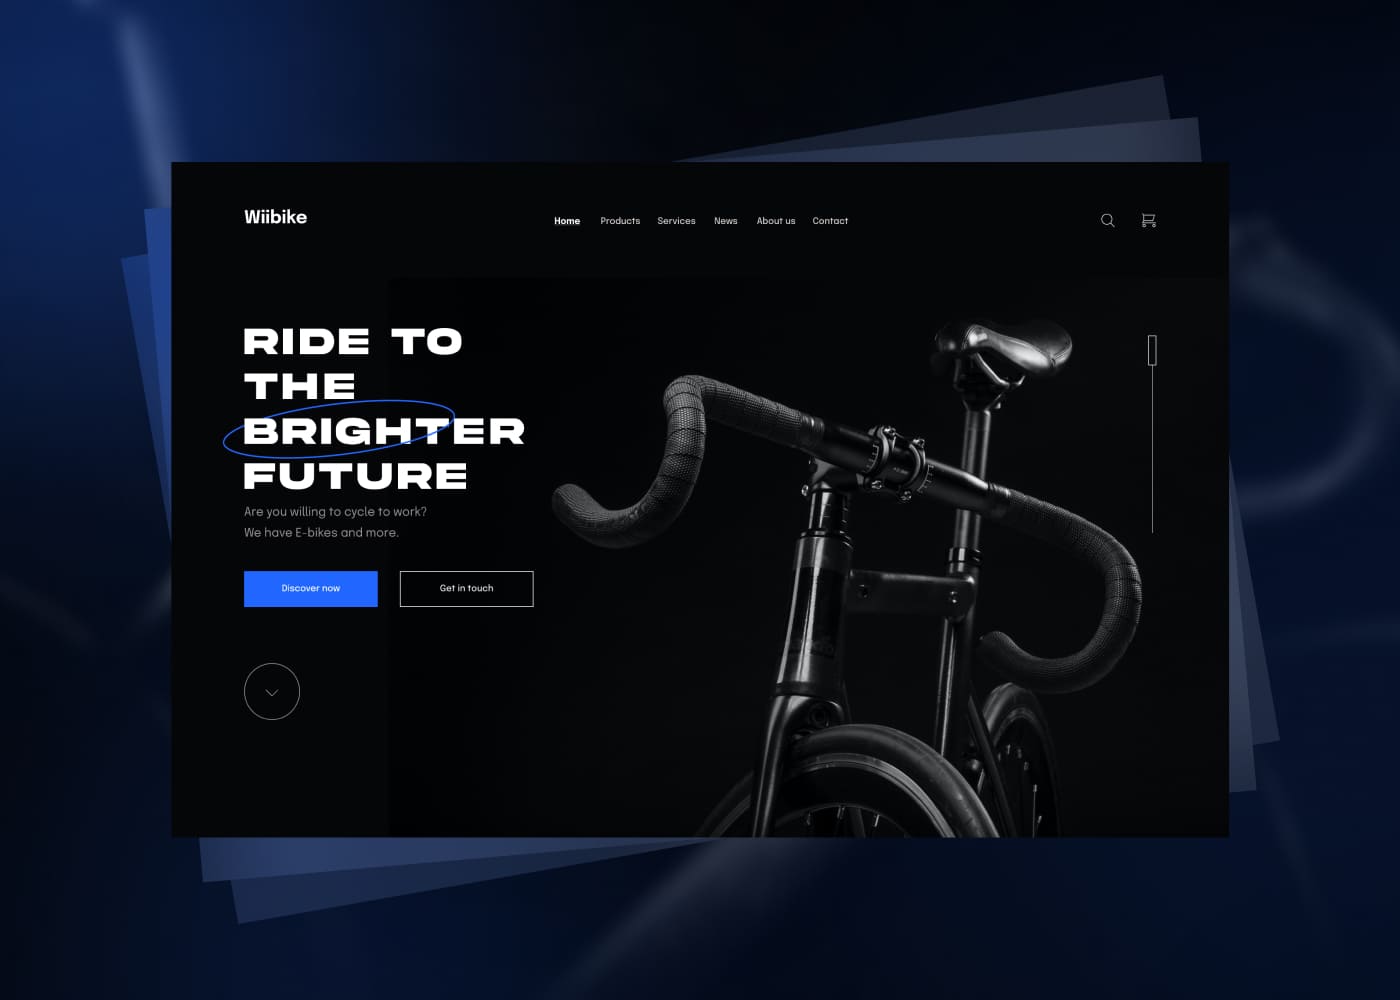 Wiibike
Home Products Services News About us Contact
RIDE TO
THE
BRIGHTER
FUTURE
Are you willing to cycle to work?
We have E-bikes and more.
Discover now Get in touch